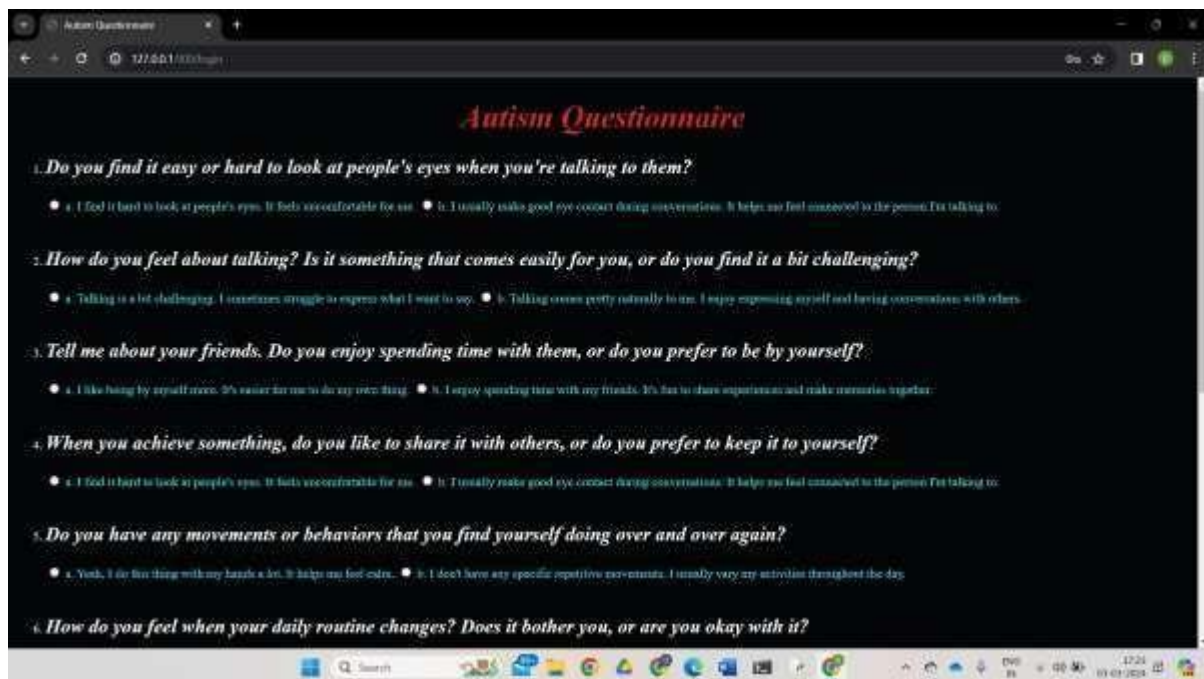 Autism Questionnaire
127.0.0.1
Autism Questionnaire
1. Do you find it easy or hard to look at people's eyes when you're talking to them?
a. I find it hard to look at people's eyes. It feels uncomfortable for me. b. I usually make good eye contact during conversations. It helps me feel connected to the person I'm talking to.
2. How do you feel about talking? Is it something that comes easily for you, or do you find it a bit challenging?
a. Talking is a bit challenging. I sometimes struggle to express what I want to say. b. Talking comes pretty naturally to me. I enjoy expressing myself and having conversations with others.
3. Tell me about your friends. Do you enjoy spending time with them, or do you prefer to be by yourself?
a. I like being by myself more. It's easier for me to do my own thing. b. I enjoy spending time with my friends. It's fun to share experiences and make memories together.
4. When you achieve something, do you like to share it with others, or do you prefer to keep it to yourself?
a. I find it hard to look at people's eyes. It feels uncomfortable for me. b. I usually make good eye contact during conversations. It helps me feel connected to the person I'm talking to.
5. Do you have any movements or behaviors that you find yourself doing over and over again?
a. Yeah, I do this thing with my hands a lot. It helps me feel calm. b. I don't have any specific repetitive movements. I usually vary my activities throughout the day.
6. How do you feel when your daily routine changes? Does it bother you, or are you okay with it?
Search
ENG
IN
17:23